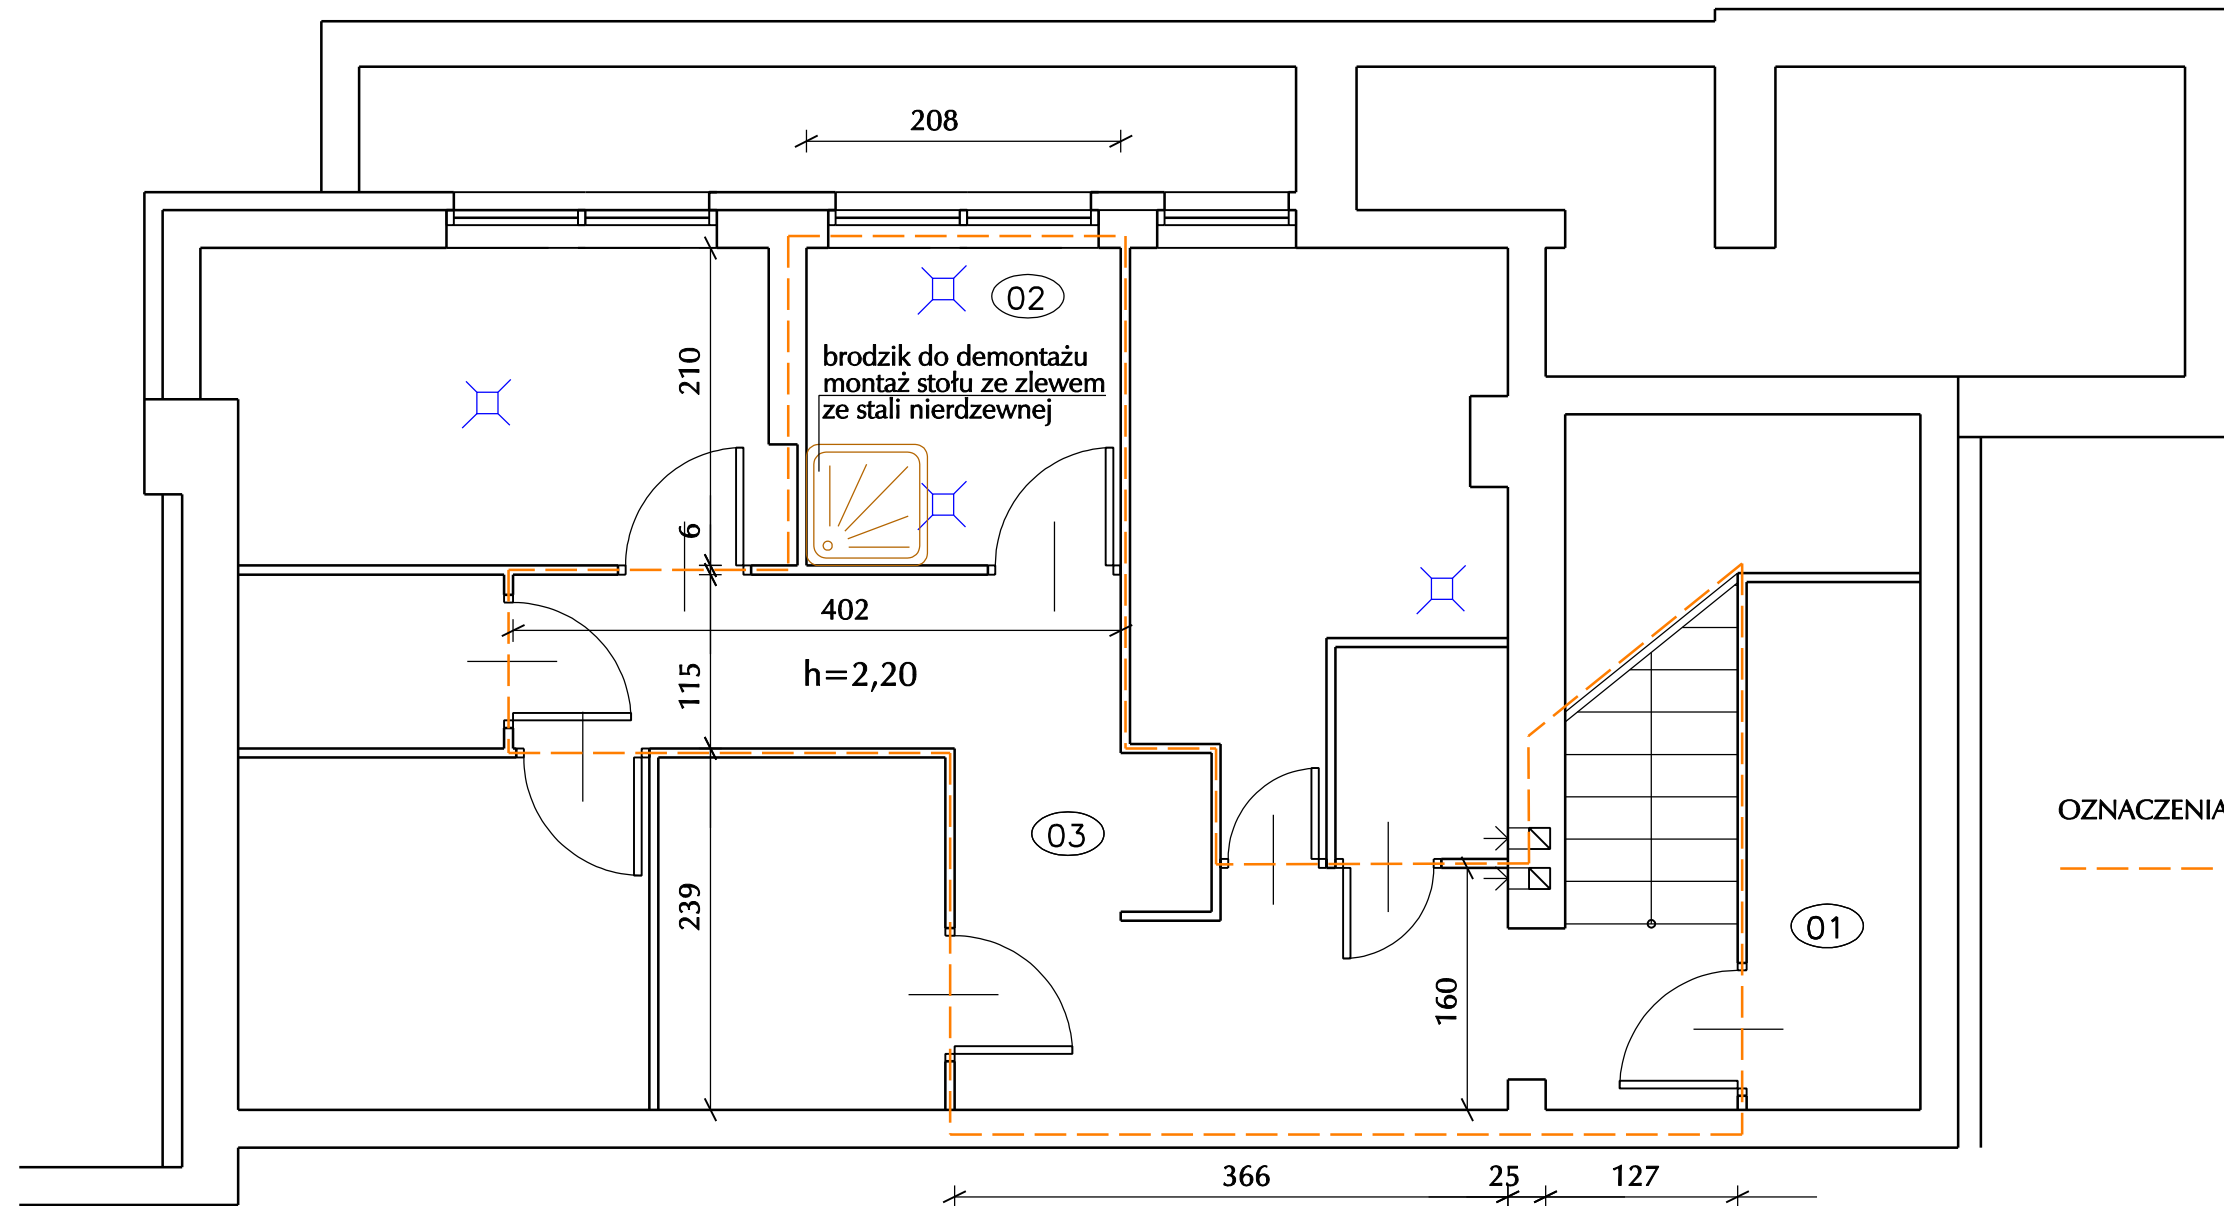 208
02
brodzik do demontażu
montaż stołu ze zlewem
ze stali nierdzewnej
210
6
402
h=2,20
115
03
239
160
01
OZNACZENIA
366
25
127